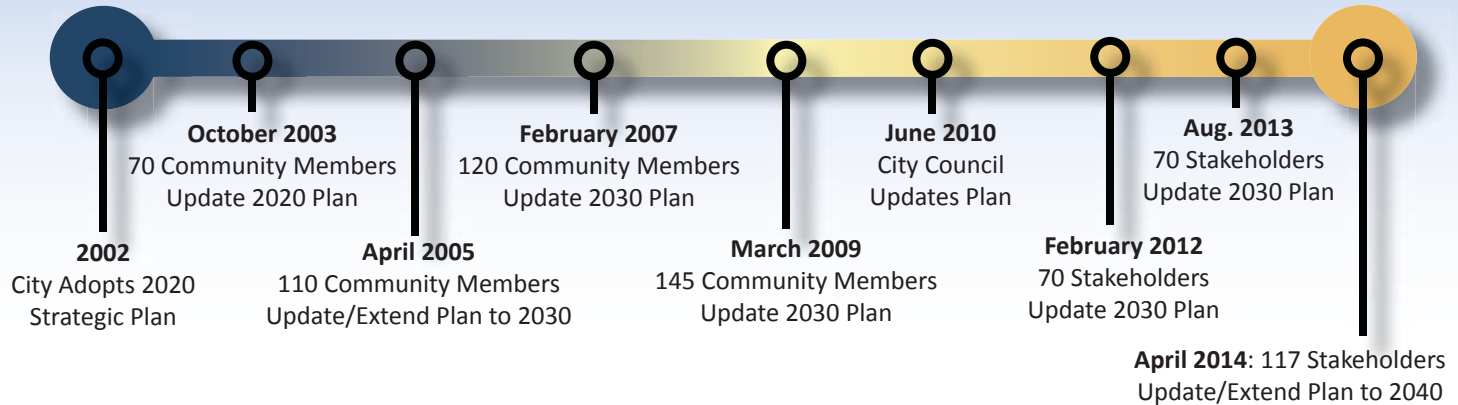 2002
City Adopts 2020
Strategic Plan
October 2003
70 Community Members
Update 2020 Plan
April 2005
110 Community Members
Update/Extend Plan to 2030
February 2007
120 Community Members
Update 2030 Plan
March 2009
145 Community Members
Update 2030 Plan
June 2010
City Council
Updates Plan
February 2012
70 Stakeholders
Update 2030 Plan
Aug. 2013
70 Stakeholders
Update 2030 Plan
April 2014: 117 Stakeholders
Update/Extend Plan to 2040